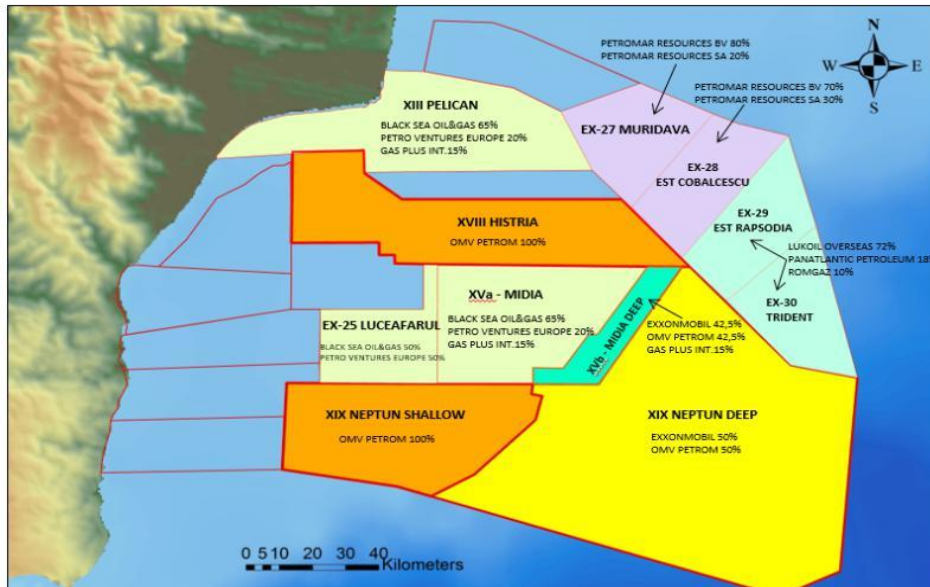 N
W E
S
PETROMAR RESOURCES BV 80%
PETROMAR RESOURCES SA 20%
PETROMAR RESOURCES BV 70%
PETROMAR RESOURCES SA 30%
XIII PELICAN
BLACK SEA OIL&GAS 65%
PETRO VENTURES EUROPE 20%
GAS PLUS INT.15%
EX-27 MURIDAVA
EX-28
EST COBALCESCU
EX-29
EST RAPSODIA
XVIII HISTRIA
OMV PETROM 100%
LUKOIL OVERSEAS 72%
PANATLANTIC PETROLEUM 18%
ROMGAZ 10%
EX-30
TRIDENT
XVa - MIDIA
BLACK SEA OIL&GAS 65%
PETRO VENTURES EUROPE 20%
GAS PLUS INT.15%
EX-25 LUCEAFARUL
BLACK SEA OIL&GAS 50%
PETRO VENTURES EUROPE 50%
XVb - MIDIA DEEP
EXXONMOBIL 42,5%
OMV PETROM 42,5%
GAS PLUS INT.15%
XIX NEPTUN SHALLOW
OMV PETROM 100%
XIX NEPTUN DEEP
EXXONMOBIL 50%
OMV PETROM 50%
0 5 10 20 30 40
Kilometers